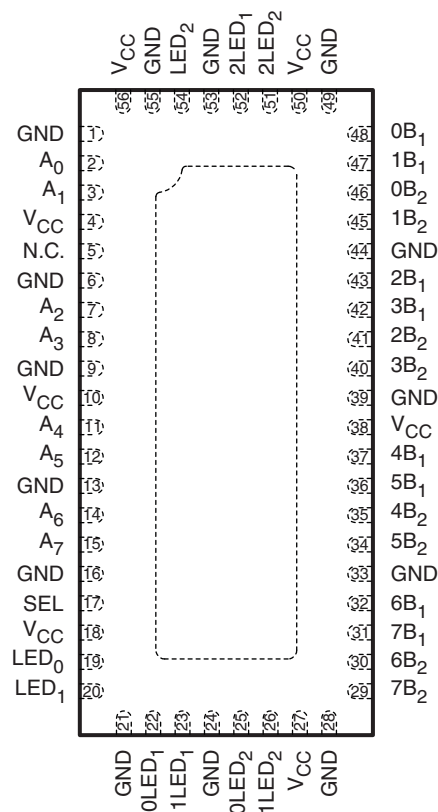 VCC GND LED2 GND 2LED1 2LED2 VCC GND
56 55 54 53 52 51 50 49
GND 1 48 0B1
A0 2 47 1B1
A1 3 46 0B2
VCC 4 45 1B2
N.C. 5 44 GND
GND 6 43 2B1
A2 7 42 3B1
A3 8 41 2B2
GND 9 40 3B2
VCC 10 39 GND
A4 11 38 VCC
A5 12 37 4B1
GND 13 36 5B1
A6 14 35 4B2
A7 15 34 5B2
GND 16 33 GND
SEL 17 32 6B1
VCC 18 31 7B1
LED0 19 30 6B2
LED1 20 29 7B2
21 22 23 24 25 26 27 28
GND 0LED1 1LED1 GND 0LED2 1LED2 VCC GND